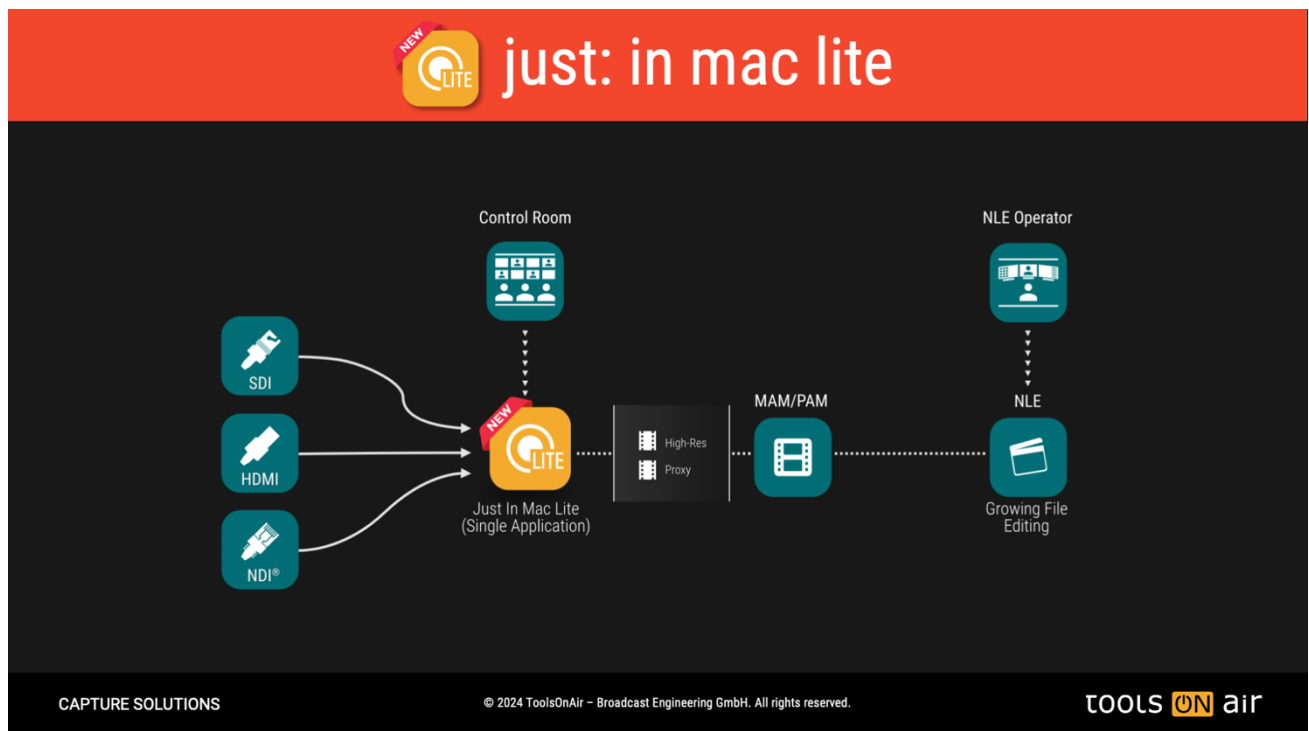 NEW
LITE
just: in mac lite
Control Room
NLE Operator
SDI
HDMI
NDI®
NEW
LITE
Just In Mac Lite
(Single Application)
High-Res
Proxy
MAM/PAM
NLE
Growing File
Editing
CAPTURE SOLUTIONS
© 2024 ToolsOnAir – Broadcast Engineering GmbH. All rights reserved.
tools ON air